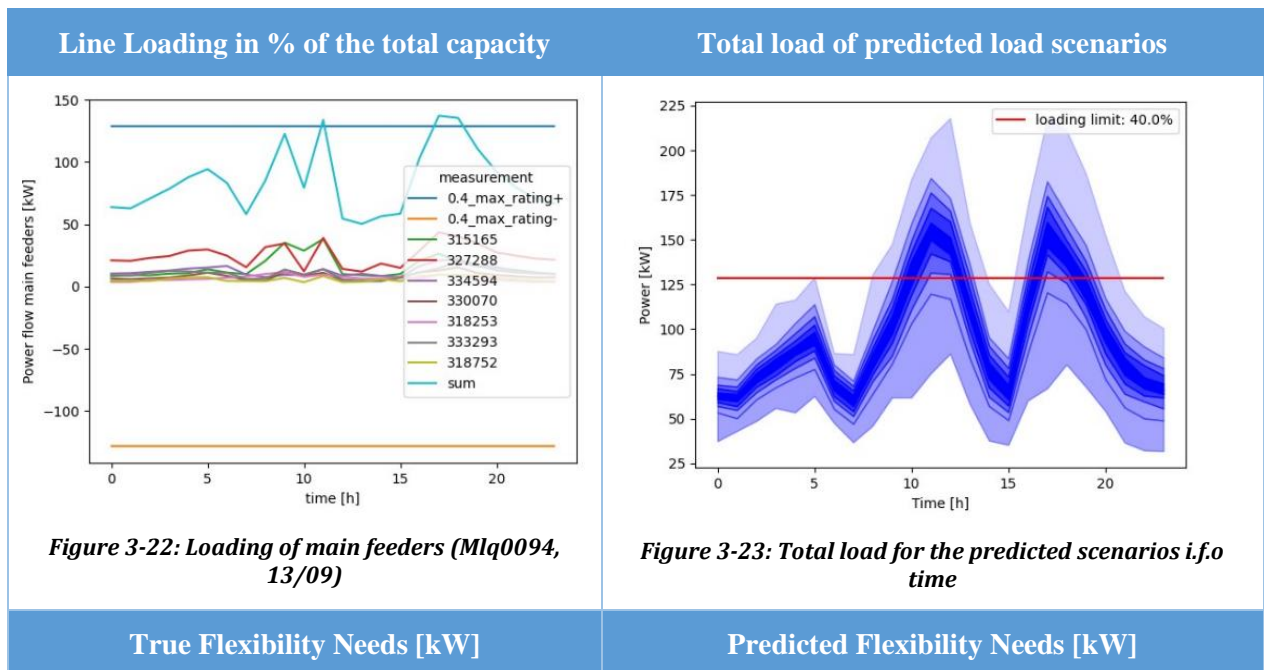 Line Loading in % of the total capacity
Total load of predicted load scenarios
150
100
50
0
−50
−100
Power flow main feeders [kW]
measurement
0.4_max_rating+
0.4_max_rating-
315165
327288
334594
330070
318253
333293
318752
sum
0
5
10
15
20
time [h]
225
200
175
150
125
100
75
50
25
Power [kW]
loading limit: 40.0%
0
5
10
15
20
Time [h]
Figure 3-22: Loading of main feeders (Mlq0094,
13/09)
Figure 3-23: Total load for the predicted scenarios i.f.o
time
True Flexibility Needs [kW]
Predicted Flexibility Needs [kW]